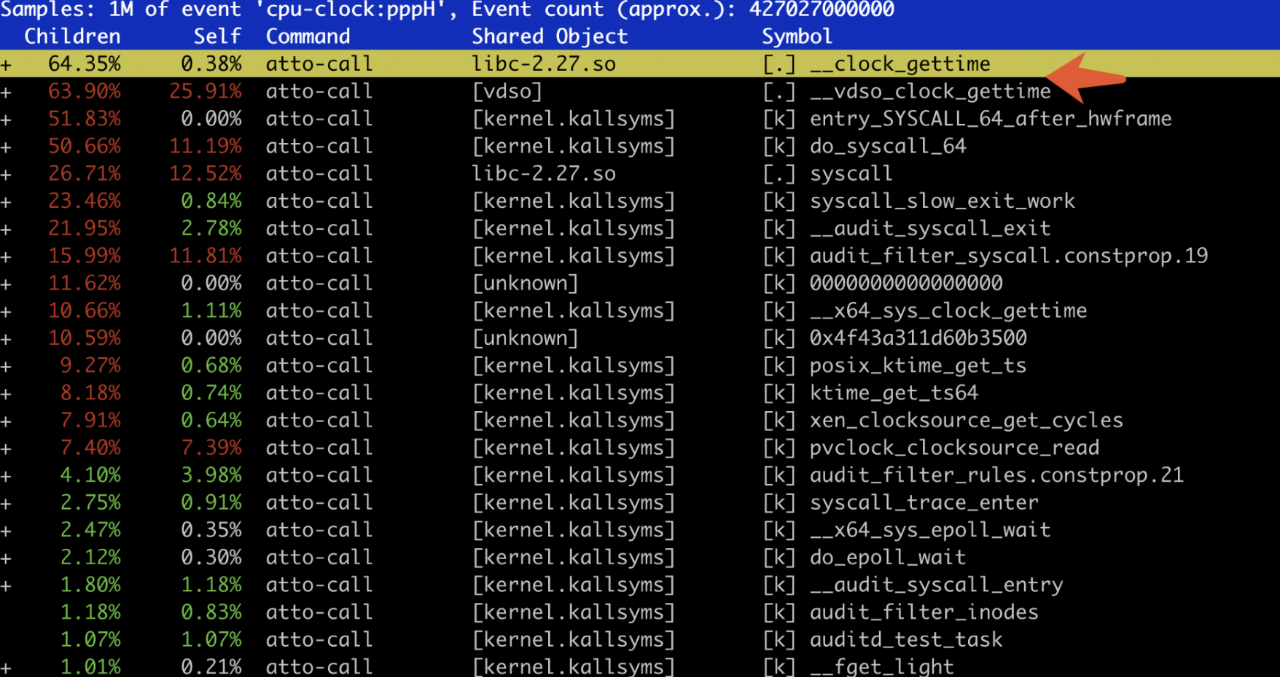 Samples: 1M of event 'cpu-clock:pppH', Event count (approx.): 427027000000
Children Self Command Shared Object Symbol
+ 64.35% 0.38% atto-call libc-2.27.so [.] __clock_gettime
+ 63.90% 25.91% atto-call [vdso] [.] __vdso_clock_gettime
+ 51.83% 0.00% atto-call [kernel.kallsyms] [k] entry_SYSCALL_64_after_hwframe
+ 50.66% 11.19% atto-call [kernel.kallsyms] [k] do_syscall_64
+ 26.71% 12.52% atto-call libc-2.27.so [.] syscall
+ 23.46% 0.84% atto-call [kernel.kallsyms] [k] syscall_slow_exit_work
+ 21.95% 2.78% atto-call [kernel.kallsyms] [k] __audit_syscall_exit
+ 15.99% 11.81% atto-call [kernel.kallsyms] [k] audit_filter_syscall.constprop.19
+ 11.62% 0.00% atto-call [unknown] [k] 0000000000000000
+ 10.66% 1.11% atto-call [kernel.kallsyms] [k] __x64_sys_clock_gettime
+ 10.59% 0.00% atto-call [unknown] [k] 0x4f43a311d60b3500
+ 9.27% 0.68% atto-call [kernel.kallsyms] [k] posix_ktime_get_ts
+ 8.18% 0.74% atto-call [kernel.kallsyms] [k] ktime_get_ts64
+ 7.91% 0.64% atto-call [kernel.kallsyms] [k] xen_clocksource_get_cycles
+ 7.40% 7.39% atto-call [kernel.kallsyms] [k] pvclock_clocksource_read
+ 4.10% 3.98% atto-call [kernel.kallsyms] [k] audit_filter_rules.constprop.21
+ 2.75% 0.91% atto-call [kernel.kallsyms] [k] syscall_trace_enter
+ 2.47% 0.35% atto-call [kernel.kallsyms] [k] __x64_sys_epoll_wait
+ 2.12% 0.30% atto-call [kernel.kallsyms] [k] do_epoll_wait
+ 1.80% 1.18% atto-call [kernel.kallsyms] [k] __audit_syscall_entry
1.18% 0.83% atto-call [kernel.kallsyms] [k] audit_filter_inodes
1.07% 1.07% atto-call [kernel.kallsyms] [k] auditd_test_task
+ 1.01% 0.21% atto-call [kernel.kallsyms] [k] __fget_light